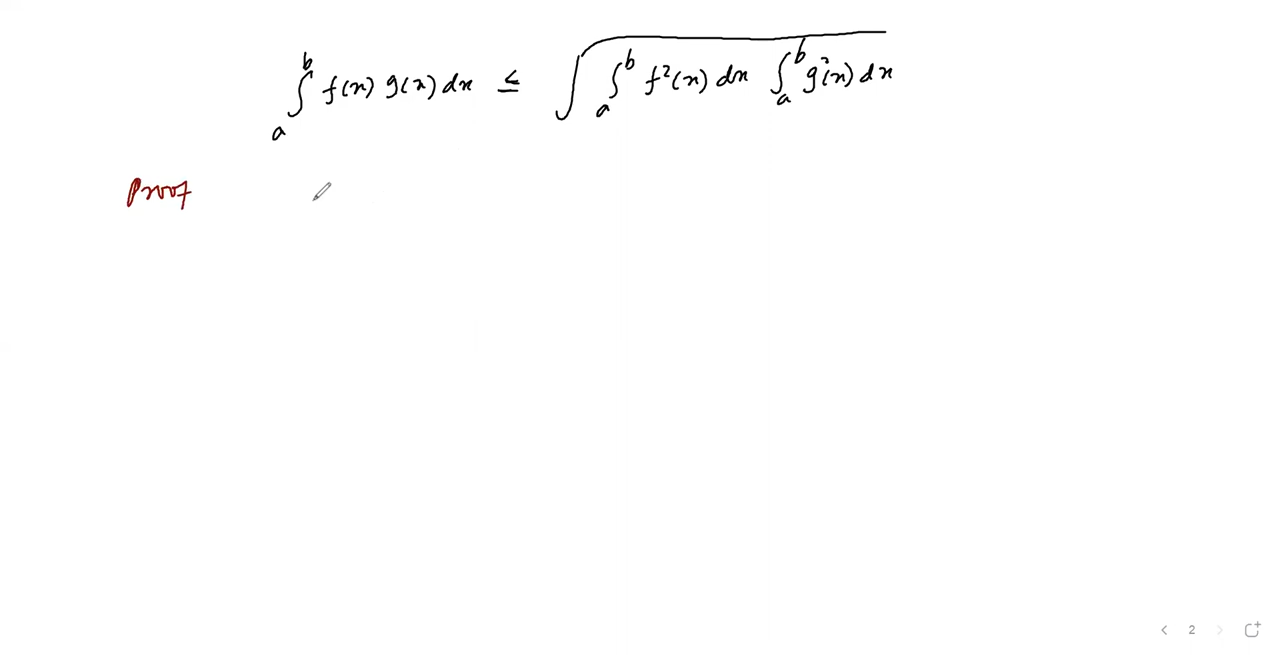 ∫_a^b f(x) g(x) dx ≤ √(∫_a^b f²(x) dx ∫_a^b g²(x) dx)
Proof
2